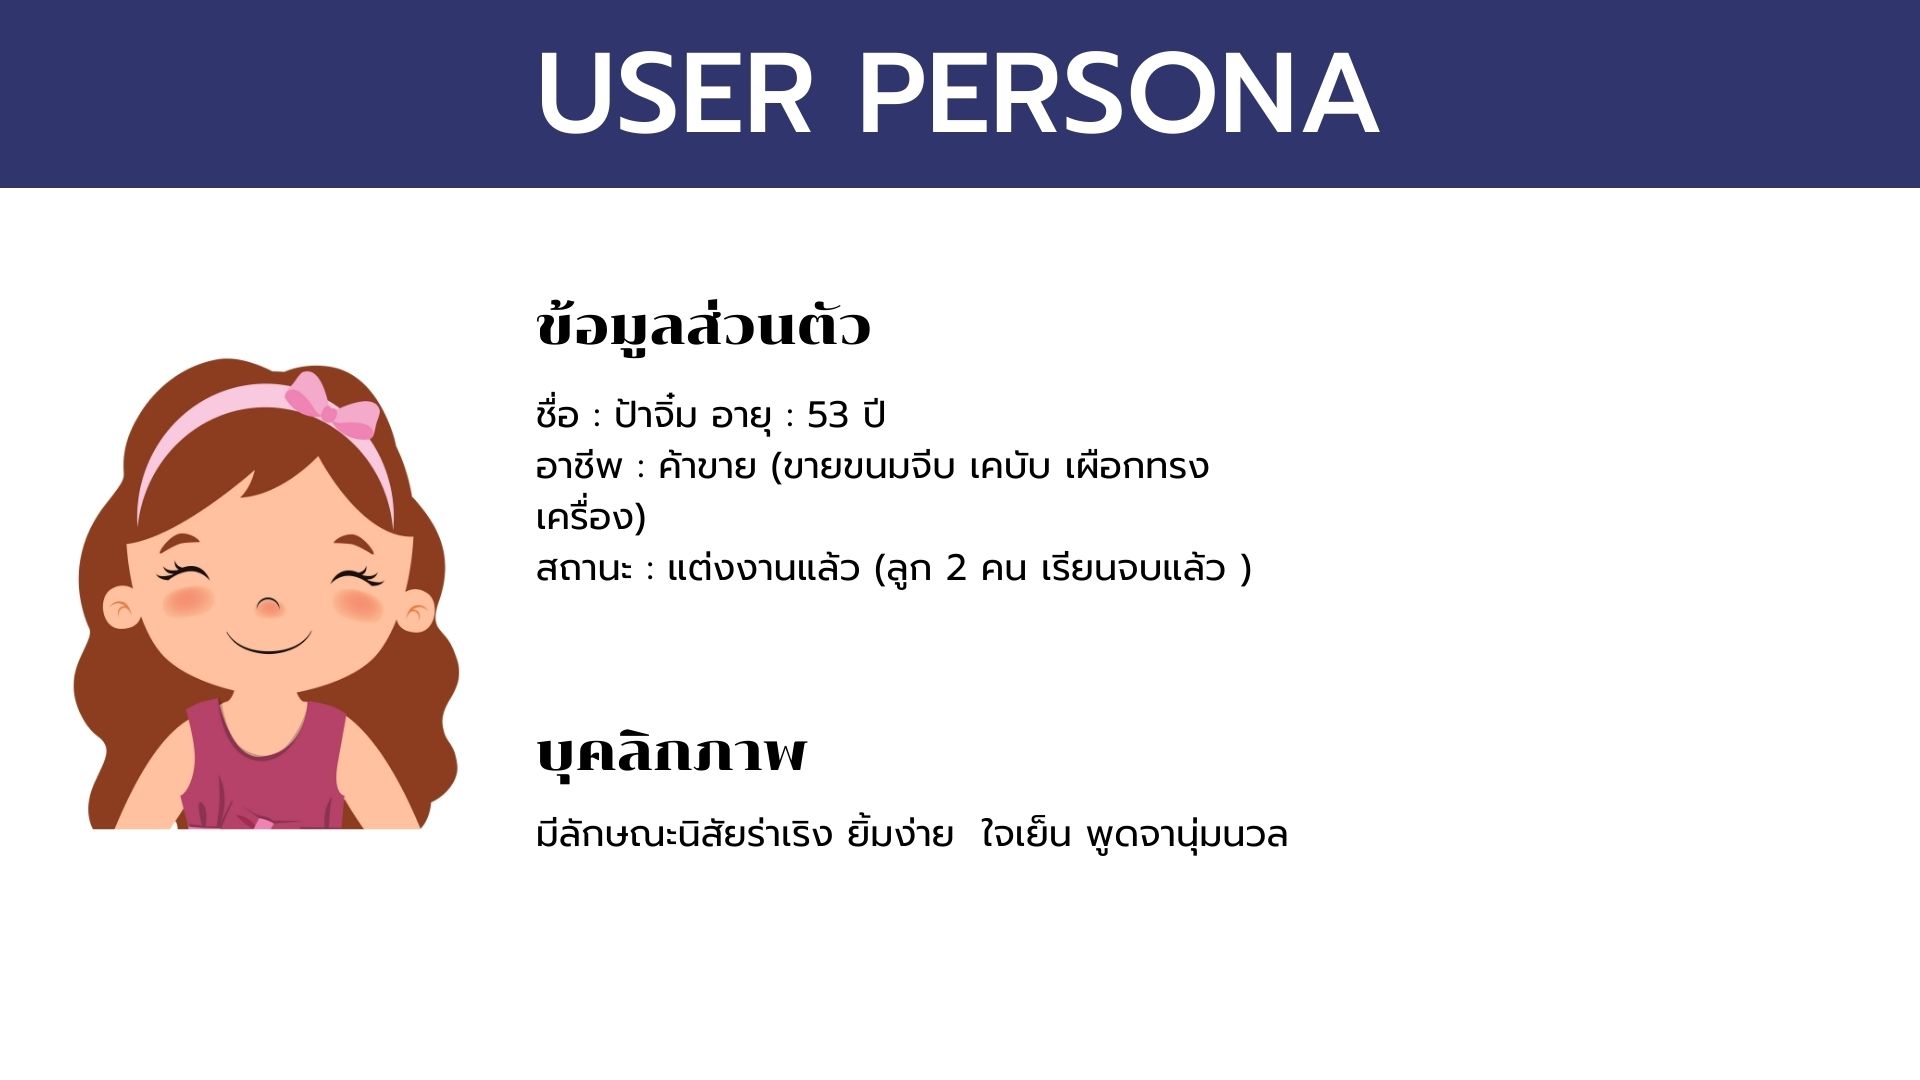 USER PERSONA
ข้อมูลส่วนตัว
ชื่อ : ป้าจิ๋ม อายุ : 53 ปี
อาชีพ : ค้าขาย (ขายขนมจีบ เคบับ เผือกทรง
เครื่อง)
สถานะ : แต่งงานแล้ว (ลูก 2 คน เรียนจบแล้ว )
บุคลิกภาพ
มีลักษณะนิสัยร่าเริง ยิ้มง่าย  ใจเย็น พูดจานุ่มนวล